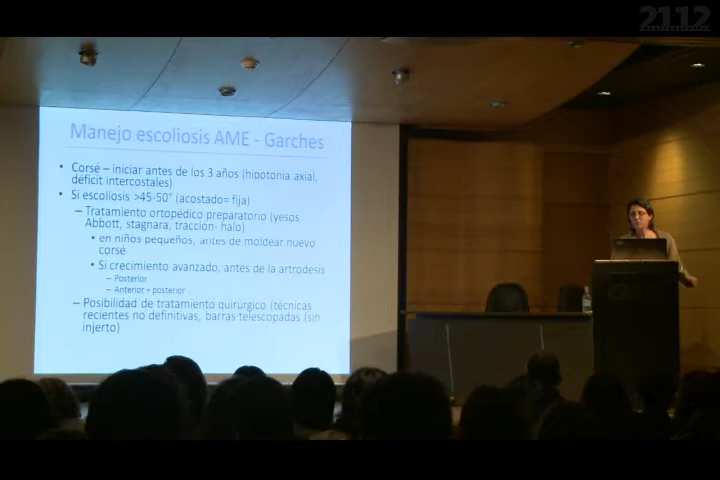 2112
Manejo escoliosis AME - Garches
• Corsé – iniciar antes de los 3 años (hipotonia axial,
déficit intercostales)
• Si escoliosis >45-50° (acostado= fija)
– Tratamiento ortopédico preparatorio (yesos
Abbott, stagnara, tracción- halo)
• en niños pequeños, antes de moldear nuevo
corsé
• Si crecimiento avanzado, antes de la artrodesis
– Posterior
– Anterior + posterior
– Posibilidad de tratamiento quirurgico (técnicas
recientes no definitivas, barras telescopadas (sin
injerto)